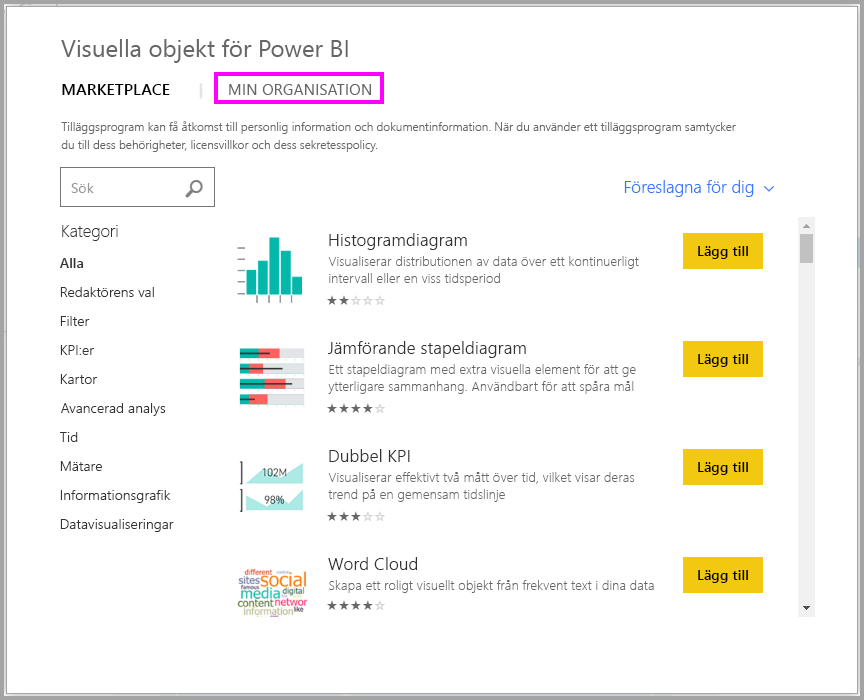 Visuella objekt för Power BI
MARKETPLACE | MIN ORGANISATION
Tilläggsprogram kan få åtkomst till personlig information och dokumentinformation. När du använder ett tilläggsprogram samtycker
du till dess behörigheter, licensvillkor och dess sekretesspolicy.
Sök
Föreslagna för dig
Kategori
Alla
Redaktörens val
Filter
KPI:er
Kartor
Avancerad analys
Tid
Mätare
Informationsgrafik
Datavisualiseringar
Histogramdiagram
Visualiserar distributionen av data över ett kontinuerligt
intervall eller en viss tidsperiod
Lägg till
Jämförande stapeldiagram
Ett stapeldiagram med extra visuella element för att ge
ytterligare sammanhang. Användbart för att spåra mål
Lägg till
102M
98%
Dubbel KPI
Visualiserar effektivt två mått över tid, vilket visar deras
trend på en gemensam tidslinje
Lägg till
different
sites social
famous
media digital
content networ
information like
Word Cloud
Skapa ett roligt visuellt objekt från frekvent text i dina data
Lägg till